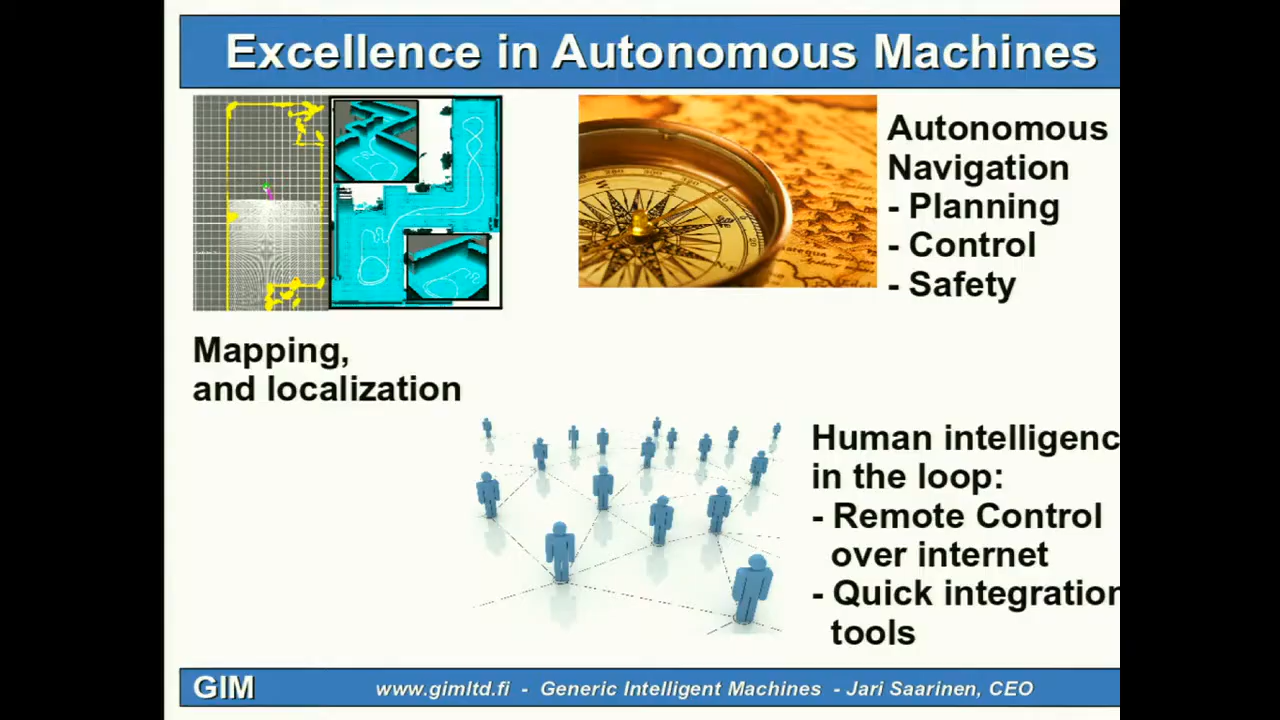 Excellence in Autonomous Machines
Autonomous
Navigation
- Planning
- Control
- Safety
Mapping,
and localization
Human intelligenc
in the loop:
- Remote Control
over internet
- Quick integration
tools
GIM
www.gimltd.fi - Generic Intelligent Machines - Jari Saarinen, CEO